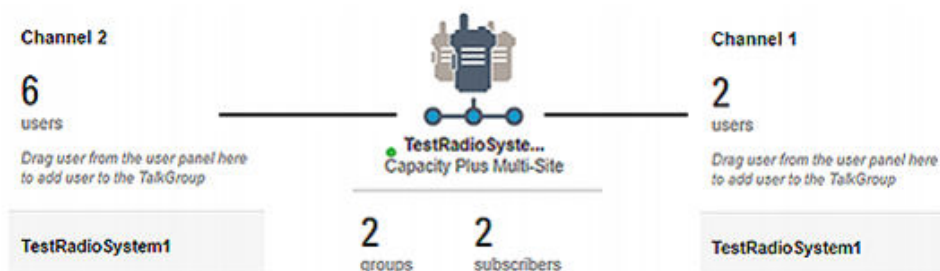 Channel 2
6
users
Drag user from the user panel here
to add user to the TalkGroup
TestRadioSystem1
TestRadioSyste...
Capacity Plus Multi-Site
2
groups
2
subscribers
Channel 1
2
users
Drag user from the user panel here
to add user to the TalkGroup
TestRadioSystem1